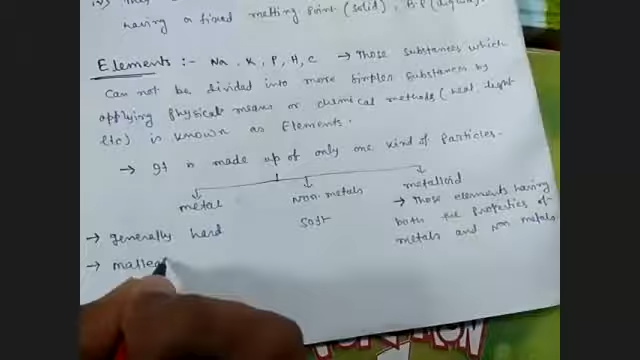 having a fixed melting point (solid), B.P (liquid).
Elements :- Na, K, P, H, C → Those substances which
can not be divided into more simpler substances by
applying physical means or chemical methods (heat, light
etc) is known as Elements.
→ It is made up of only one kind of particles.
metal
non-metals
metalloid
→ generally hard
soft
→ Those elements having
both the properties of
metals and non metals.
→ mallea